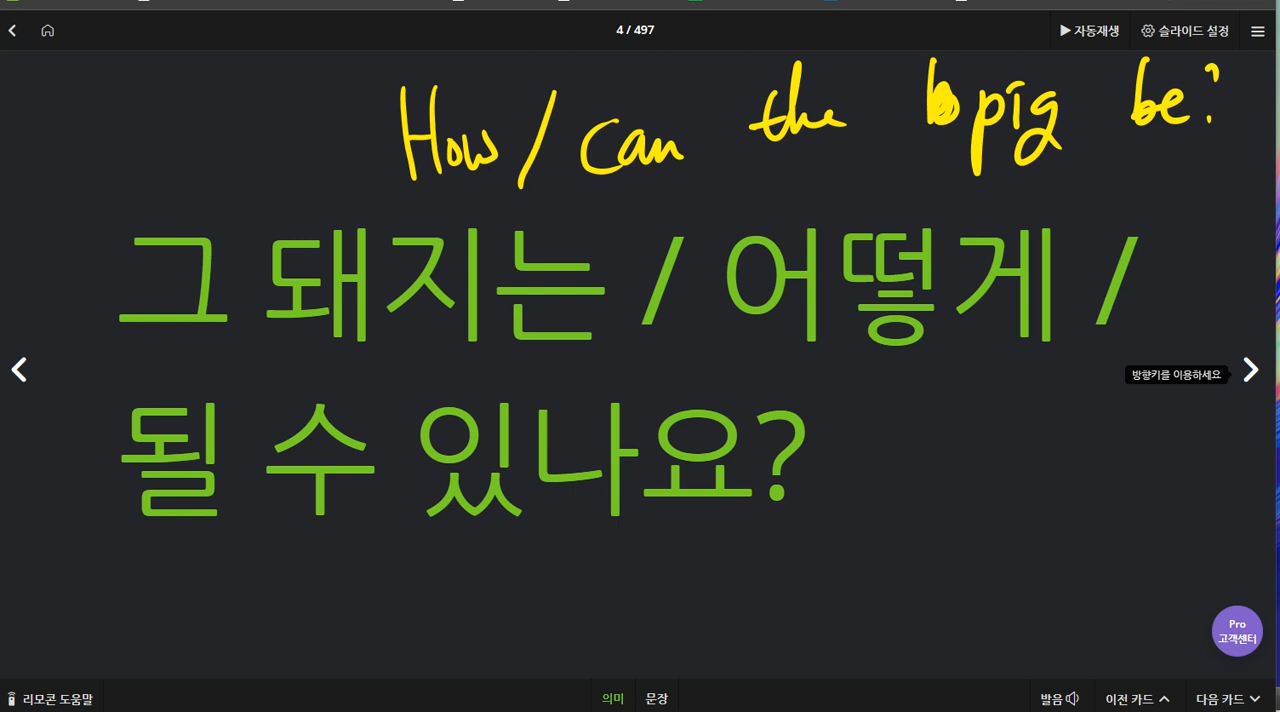 4 / 497
자동재생
슬라이드 설정
How / can the pig be?
그 돼지는 / 어떻게 /
방향키를 이용하세요
될 수 있나요?
Pro
고객센터
리모콘 도움말
의미
문장
발음
이전 카드
다음 카드